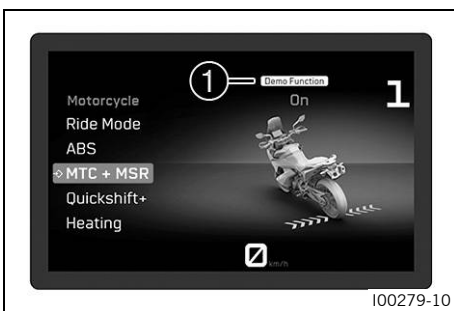 1
Demo Function
1
Motorcycle
On
Ride Mode
ABS
MTC + MSR
Quickshift+
Heating
0 km/h
I00279-10